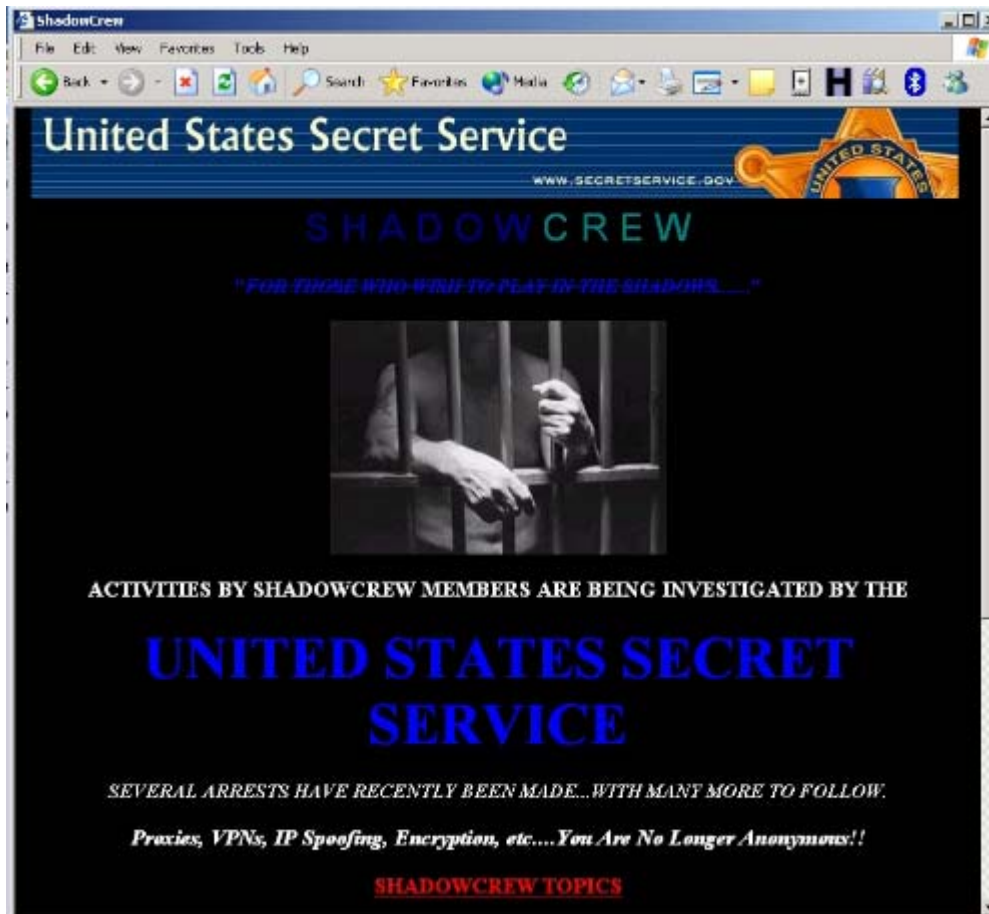 ShadowCrew
File Edit View Favorites Tools Help
Back Search Favorites Media
United States Secret Service
WWW.SECRETSERVICE.GOV
UNITED STATES
SHADOWCREW
"FOR THOSE WHO WISH TO PLAY IN THE SHADOWS......"
ACTIVITIES BY SHADOWCREW MEMBERS ARE BEING INVESTIGATED BY THE
UNITED STATES SECRET
SERVICE
SEVERAL ARRESTS HAVE RECENTLY BEEN MADE...WITH MANY MORE TO FOLLOW.
Proxies, VPNs, IP Spoofing, Encryption, etc....You Are No Longer Anonymous!!
SHADOWCREW TOPICS